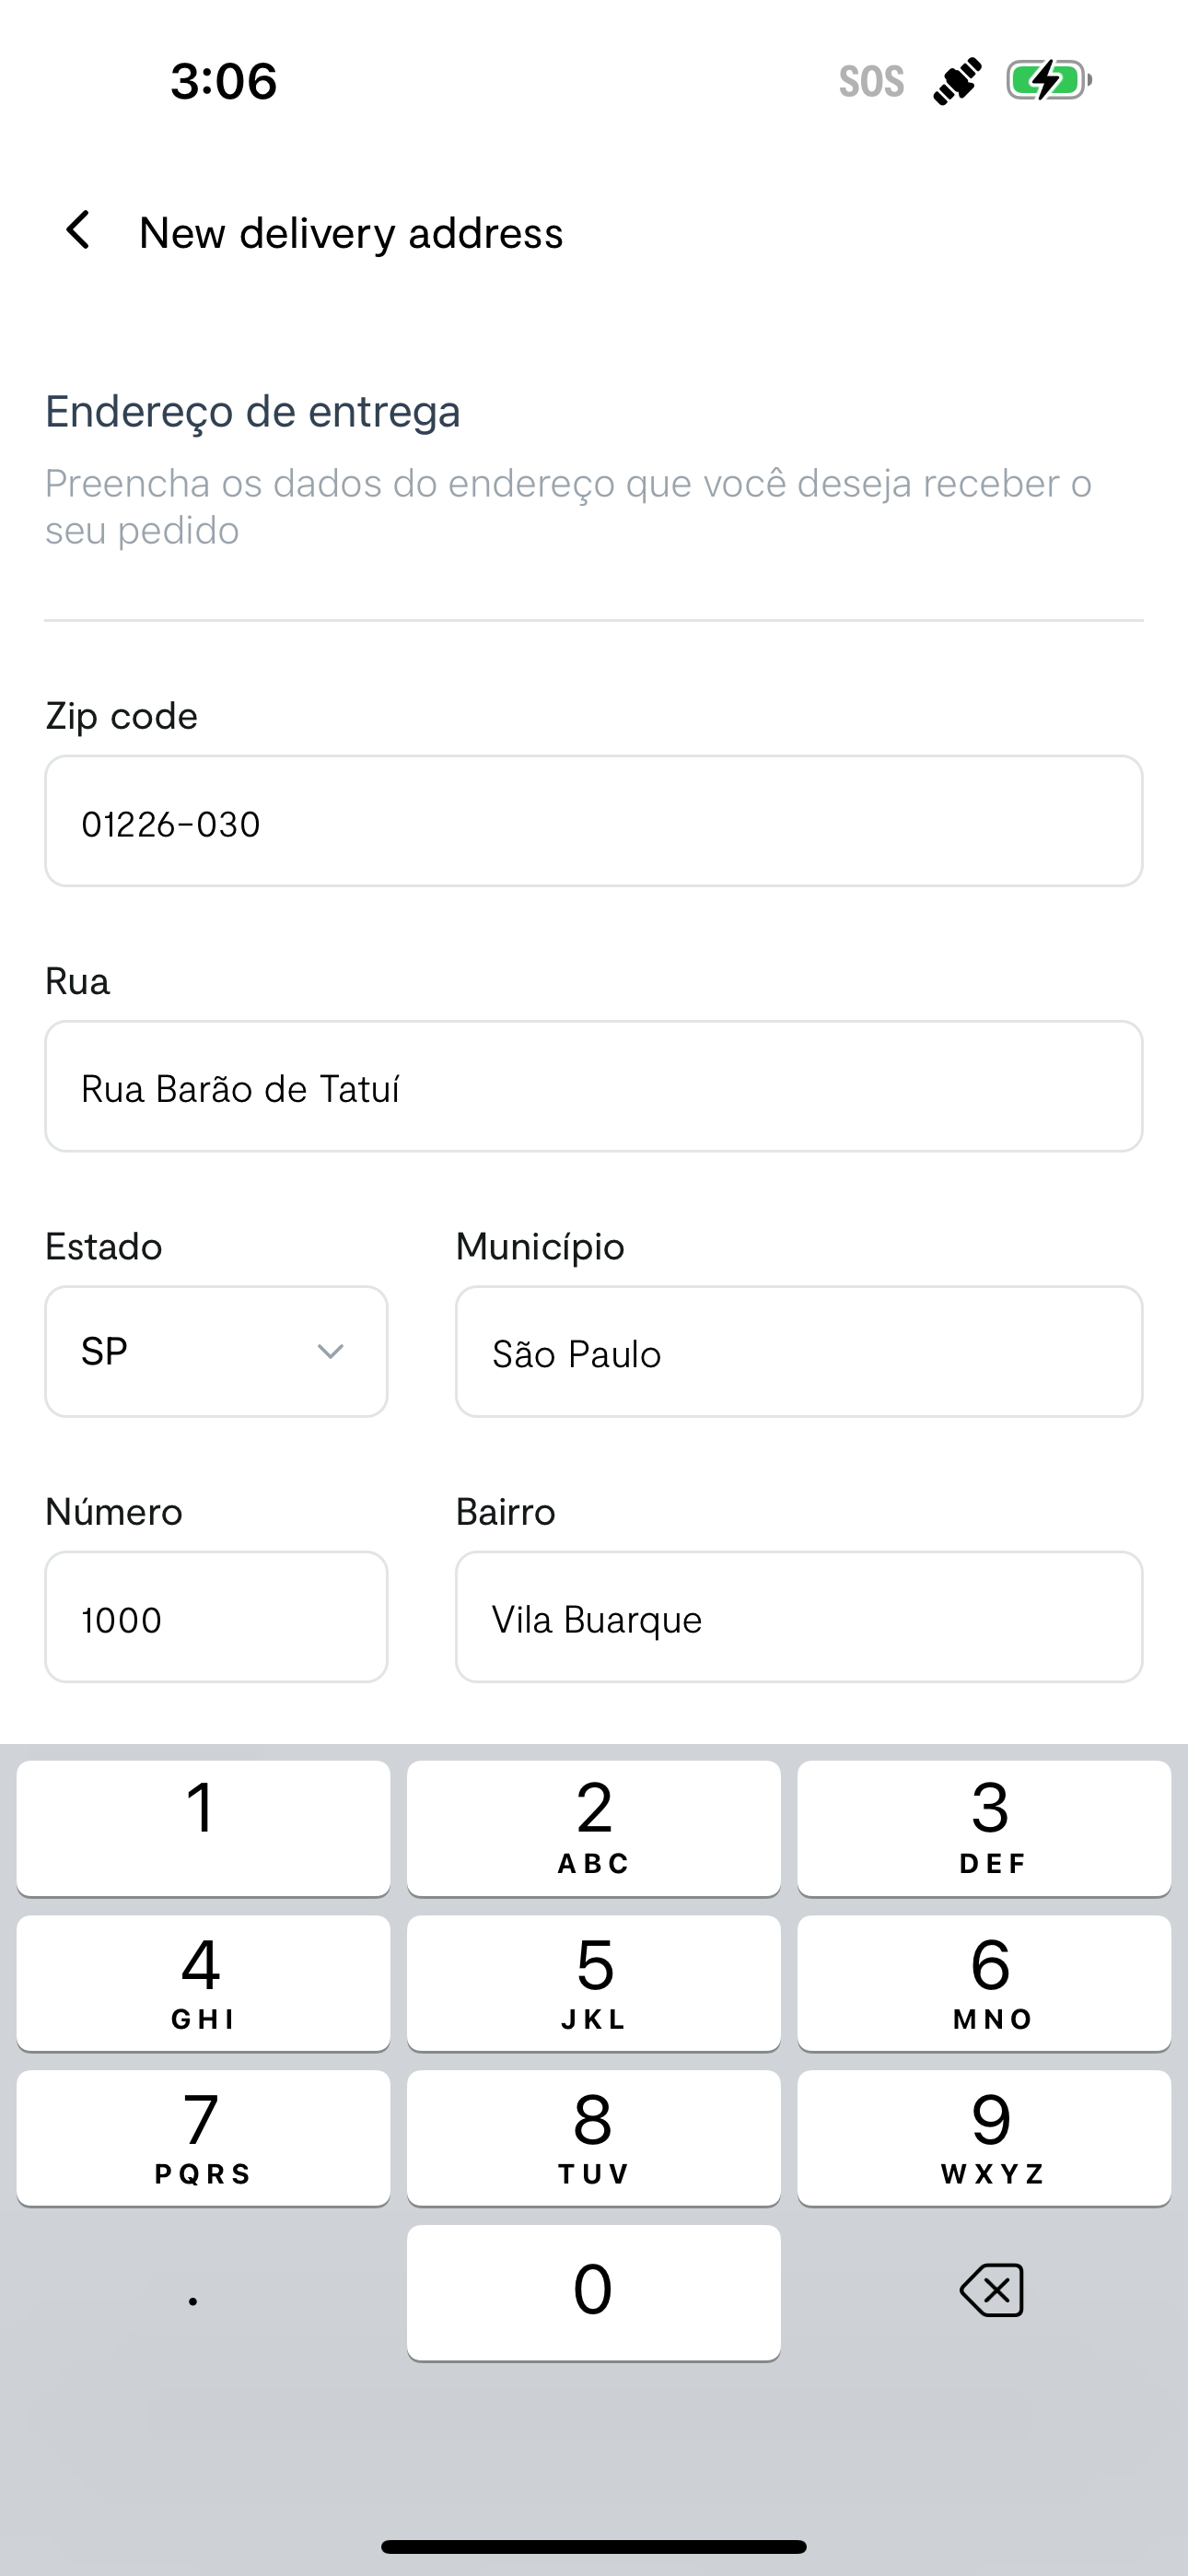 3:06 SOS
New delivery address
Endereço de entrega
Preencha os dados do endereço que você deseja receber o
seu pedido
Zip code
01226-030
Rua
Rua Barão de Tatuí
Estado Município
SP São Paulo
Número Bairro
1000 Vila Buarque
1 2 3
ABC DEF
4 5 6
GHI JKL MNO
7 8 9
PQRS TUV WXYZ
. 0